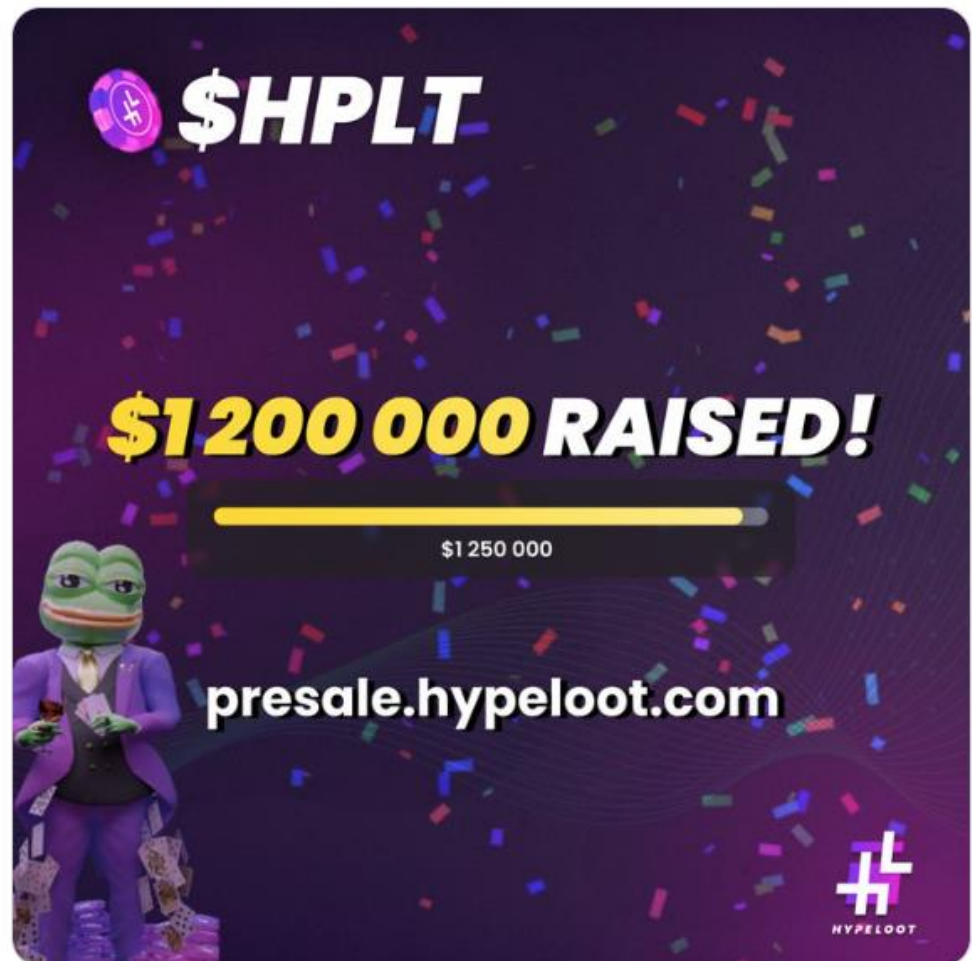 $HPLT
$1 200 000 RAISED!
$1 250 000
presale.hypeloot.com
HYPELOOT